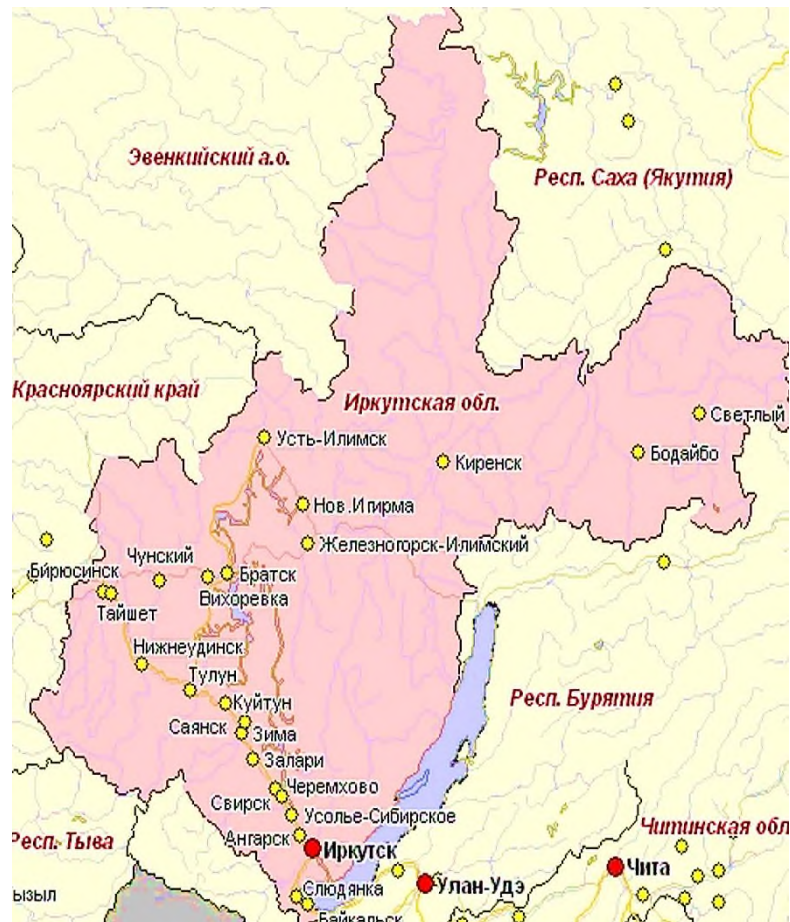 Эвенкийский а.о.
Респ. Саха (Якутия)
Красноярский край
Иркутская обл.
Светлый
Усть-Илимск
Бодайбо
Киренск
Нов.Игирма
Железногорск-Илимский
Чунский
Бирюсинск
Братск
Вихоревка
Тайшет
Нижнеудинск
Тулун
Респ. Бурятия
Куйтун
Саянск
Зима
Залари
Черемхово
Свирск
Усолье-Сибирское
Ангарск
Читинская обл
Респ. Тыва
Иркутск
Чита
Улан-Удэ
Слюдянка
ызыл
Байкальск